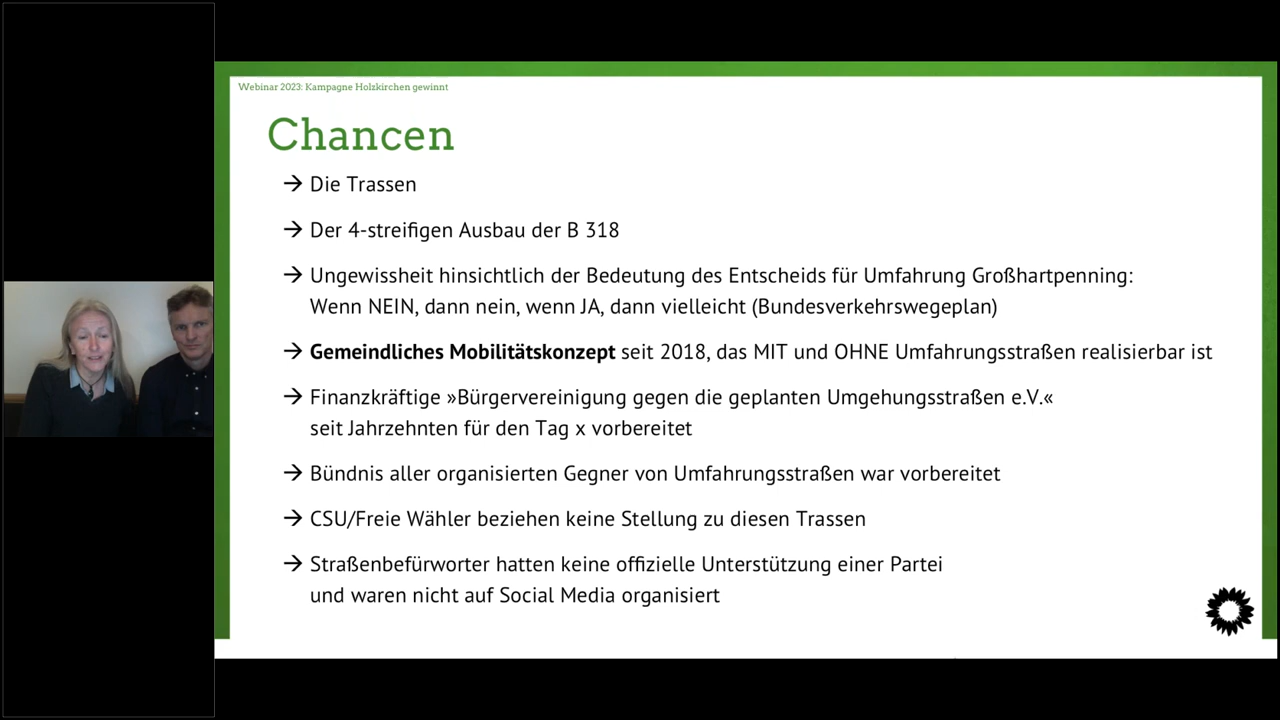 Webinar 2023: Kampagne Holzkirchen gewinnt
Chancen
→ Die Trassen
→ Der 4-streifigen Ausbau der B 318
→ Ungewissheit hinsichtlich der Bedeutung des Entscheids für Umfahrung Großhartpenning:
Wenn NEIN, dann nein, wenn JA, dann vielleicht (Bundesverkehrswegeplan)
→ Gemeindliches Mobilitätskonzept seit 2018, das MIT und OHNE Umfahrungsstraßen realisierbar ist
→ Finanzkräftige »Bürgervereinigung gegen die geplanten Umgehungsstraßen e.V.«
seit Jahrzehnten für den Tag x vorbereitet
→ Bündnis aller organisierten Gegner von Umfahrungsstraßen war vorbereitet
→ CSU/Freie Wähler beziehen keine Stellung zu diesen Trassen
→ Straßenbefürworter hatten keine offizielle Unterstützung einer Partei
und waren nicht auf Social Media organisiert